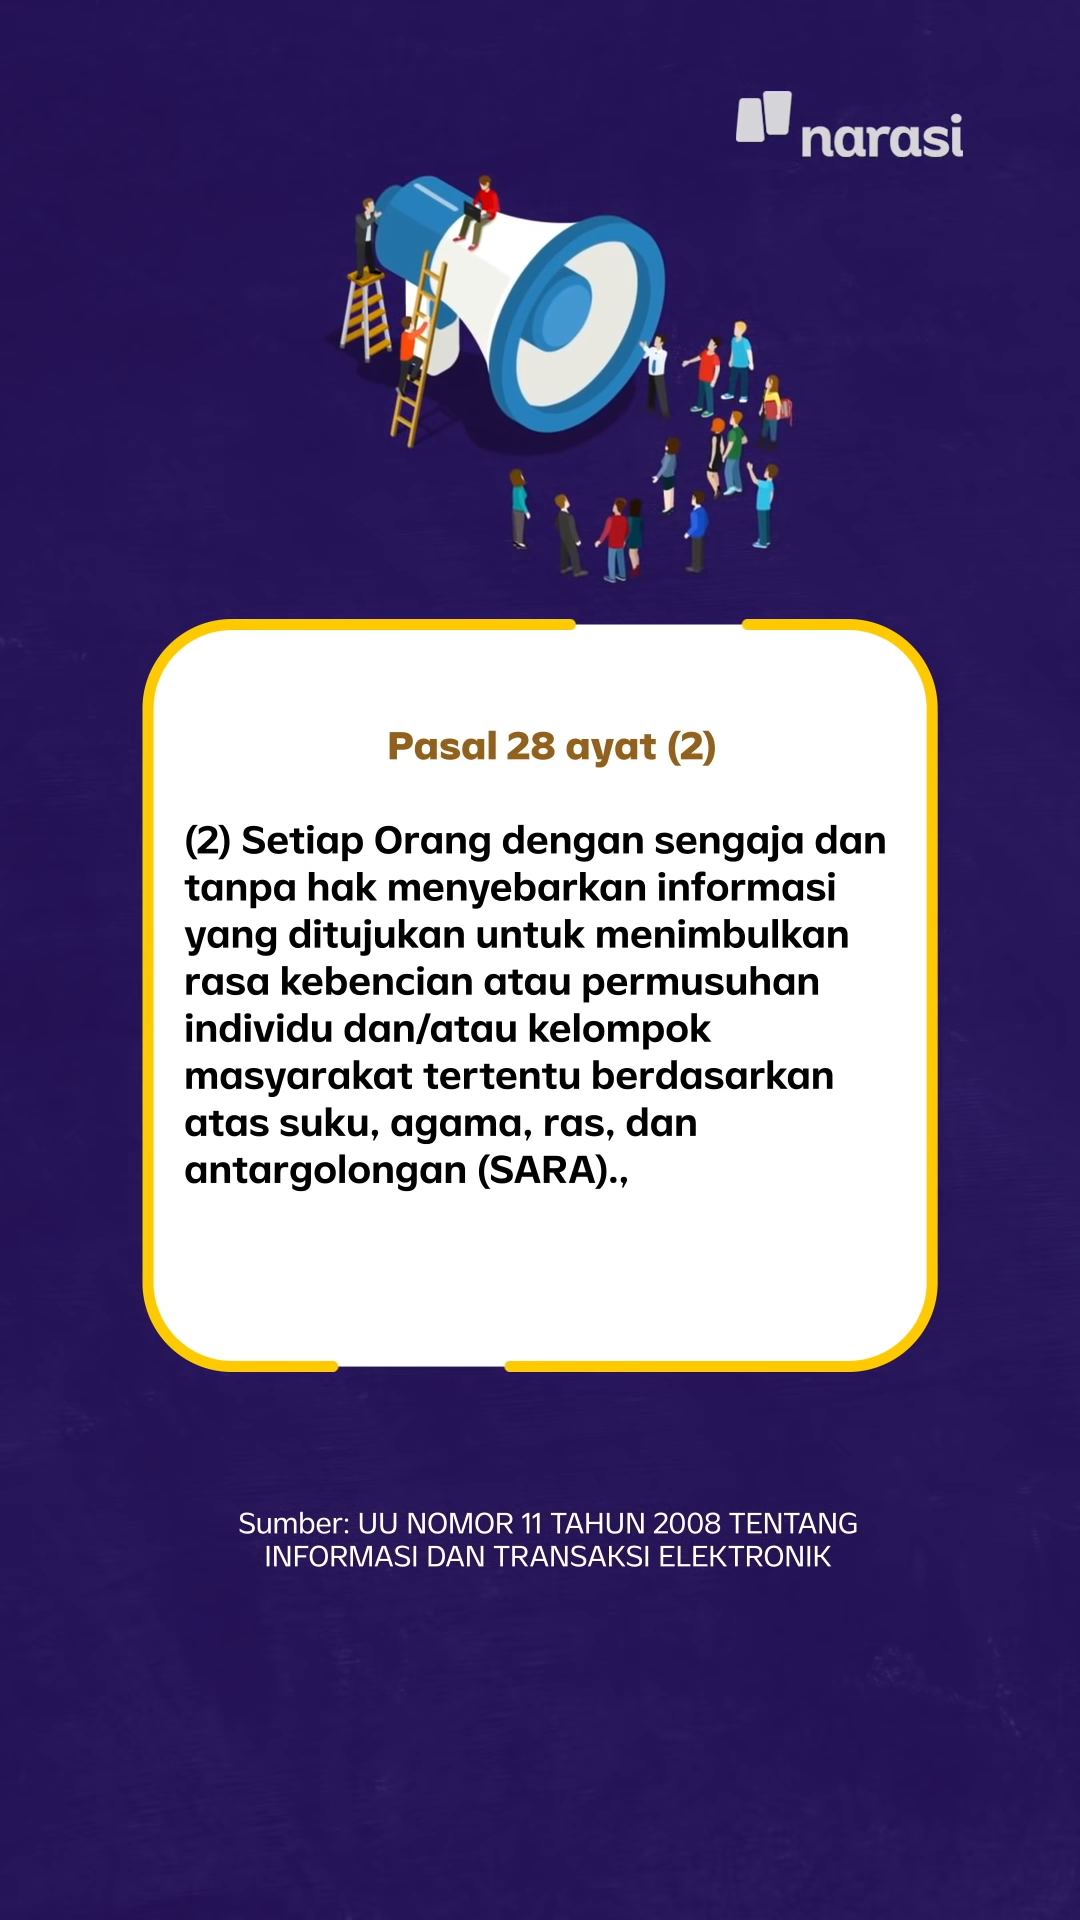 narasi
Pasal 28 ayat (2)
(2) Setiap Orang dengan sengaja dan
tanpa hak menyebarkan informasi
yang ditujukan untuk menimbulkan
rasa kebencian atau permusuhan
individu dan/atau kelompok
masyarakat tertentu berdasarkan
atas suku, agama, ras, dan
antargolongan (SARA).,
Sumber: UU NOMOR 11 TAHUN 2008 TENTANG
INFORMASI DAN TRANSAKSI ELEKTRONIK